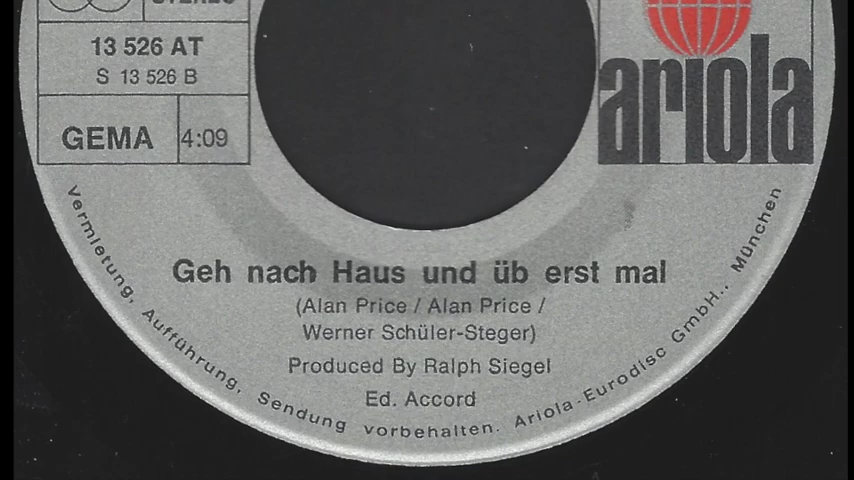 STEREO
13 526 AT
S 13 526 B
GEMA 4:09
ariola
Geh nach Haus und üb erst mal
(Alan Price / Alan Price /
Werner Schüler-Steger)
Produced By Ralph Siegel
Ed. Accord
Vermietung, Aufführung, Sendung vorbehalten. Ariola-Eurodisc GmbH., München